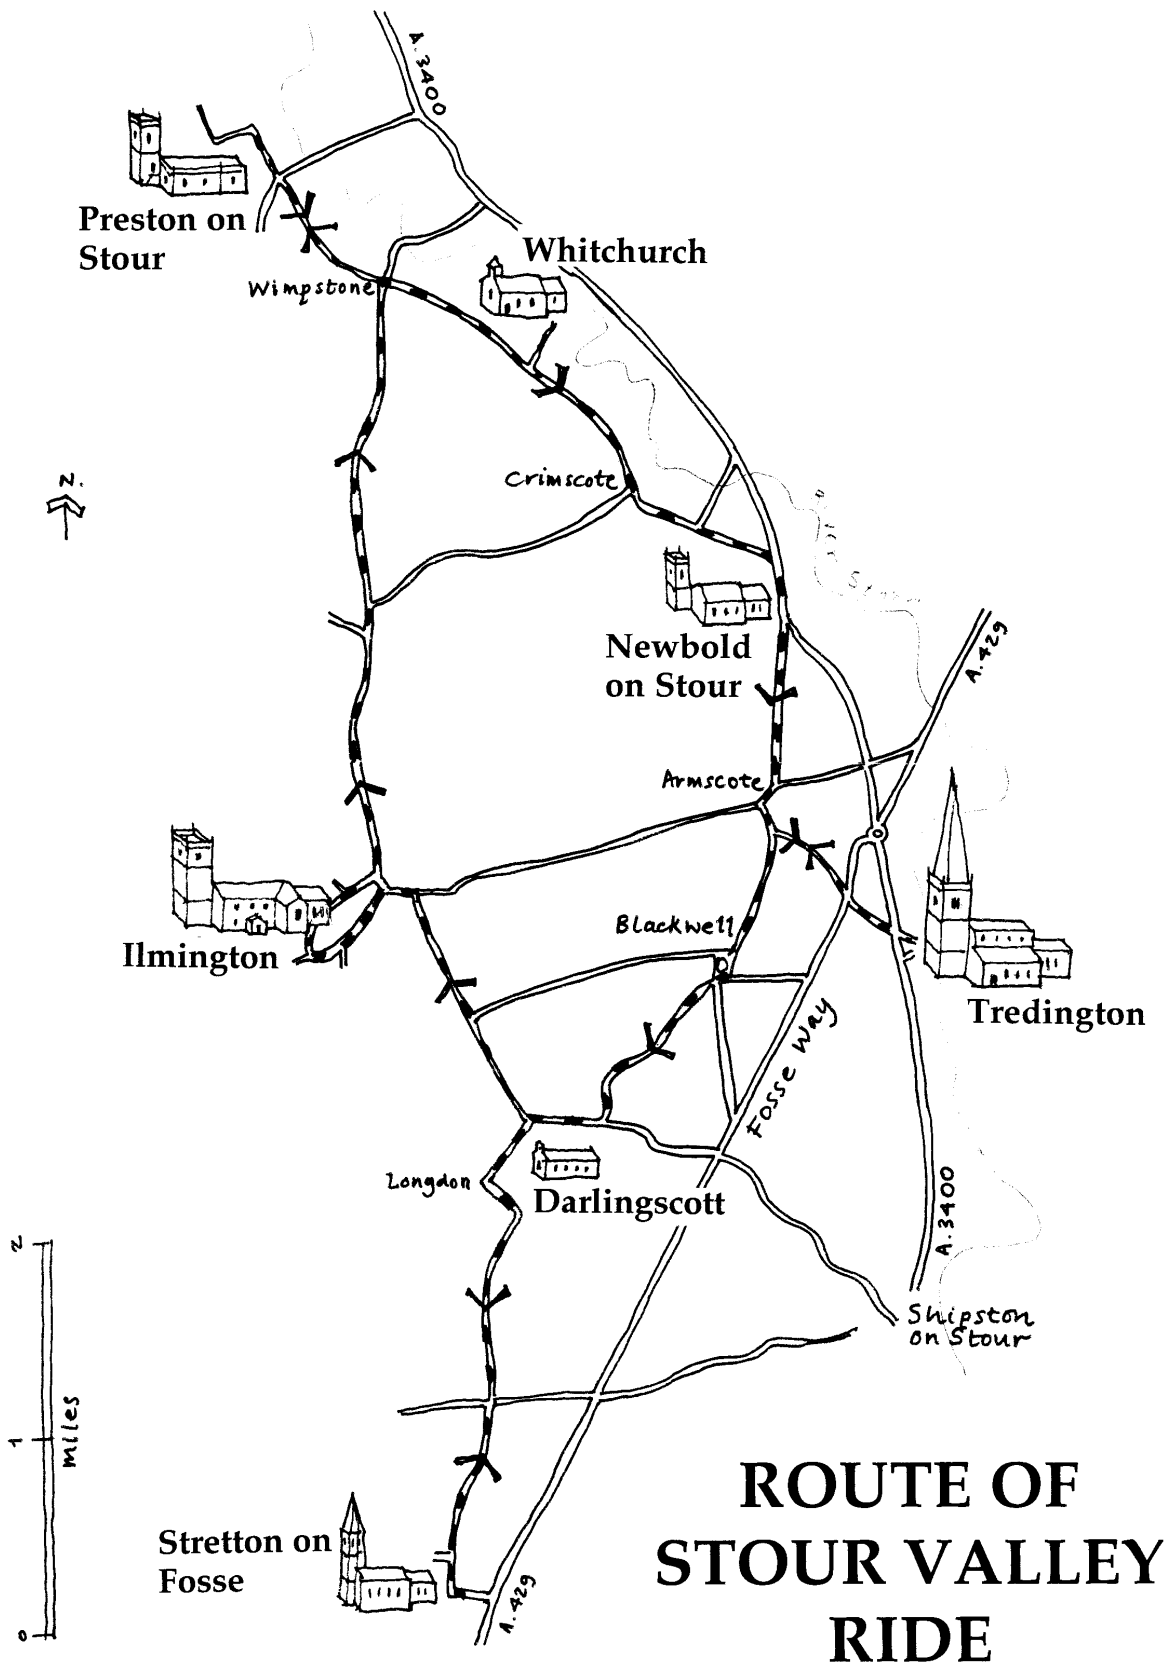 A.3400
Preston on
Stour
Whitchurch
Wimpstone
N.
Crimscote
Newbold
on Stour
A.429
Armscote
Ilmington
Blackwell
Tredington
Fosse Way
Longdon
Darlingscott
A.3400
Shipston
on Stour
2
1
0
miles
Stretton on
Fosse
A.429
ROUTE OF
STOUR VALLEY
RIDE